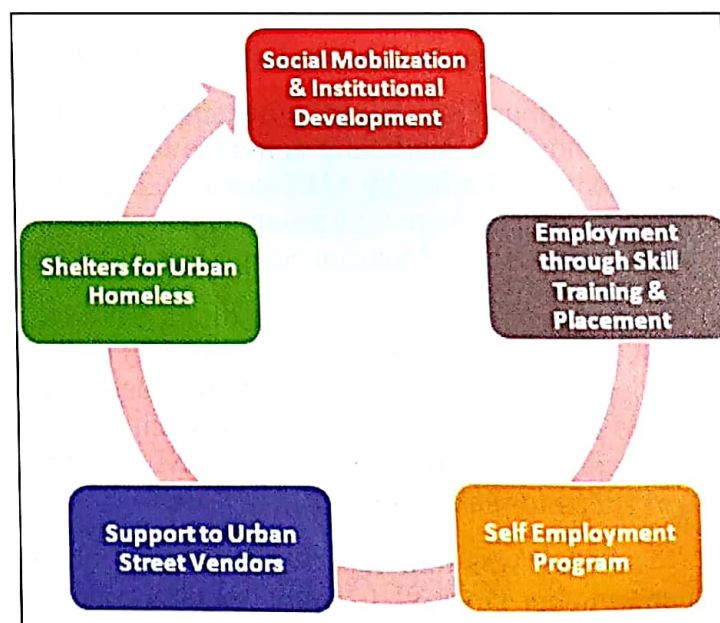 Social Mobilization
& Institutional
Development
Employment
through Skill
Training &
Placement
Self Employment
Program
Support to Urban
Street Vendors
Shelters for Urban
Homeless